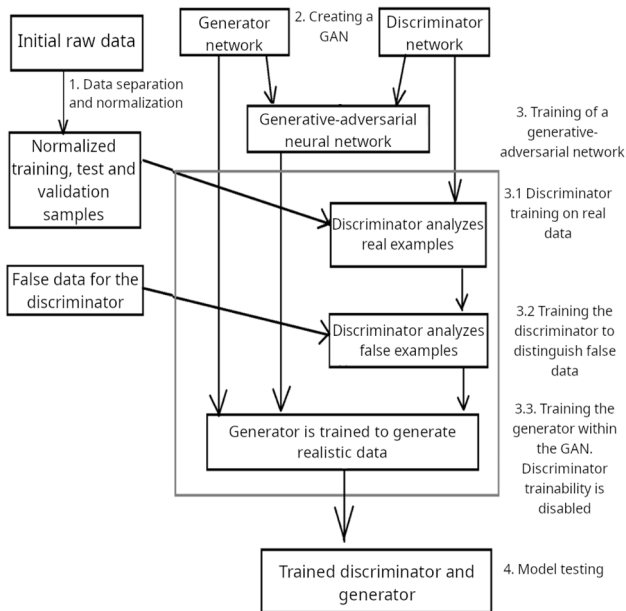 Initial raw data
Generator
network
2. Creating a
GAN
Discriminator
network
1. Data separation
and normalization
Generative-adversarial
neural network
3. Training of a
generative-
adversarial network
Normalized
training, test and
validation
samples
3.1 Discriminator
training on real
data
Discriminator analyzes
real examples
False data for the
discriminator
Discriminator analyzes
false examples
3.2 Training the
discriminator to
distinguish false
data
Generator is trained to generate
realistic data
3.3. Training the
generator within
the GAN.
Discriminator
trainability is
disabled
Trained discriminator and
generator
4. Model testing